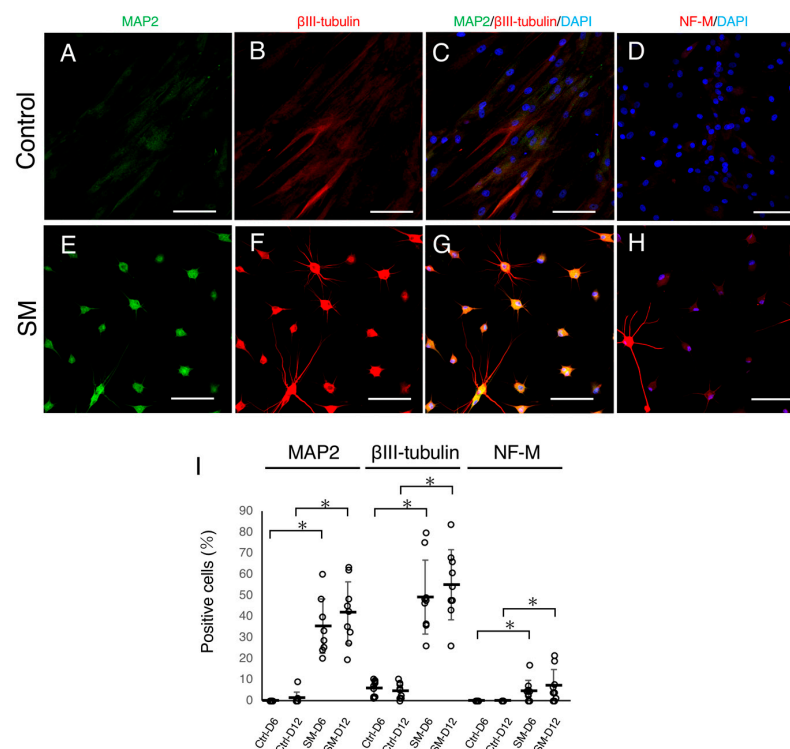 MAP2 βIII-tubulin MAP2/βIII-tubulin/DAPI NF-M/DAPI
Control
A B C D
SM
E F G H
I
MAP2 βIII-tubulin NF-M
* * * * * *
Positive cells (%)
90
80
70
60
50
40
30
20
10
0
Ctrl-D6 Ctrl-D12 SM-D6 SM-D12 Ctrl-D6 Ctrl-D12 SM-D6 SM-D12 Ctrl-D6 Ctrl-D12 SM-D6 SM-D12